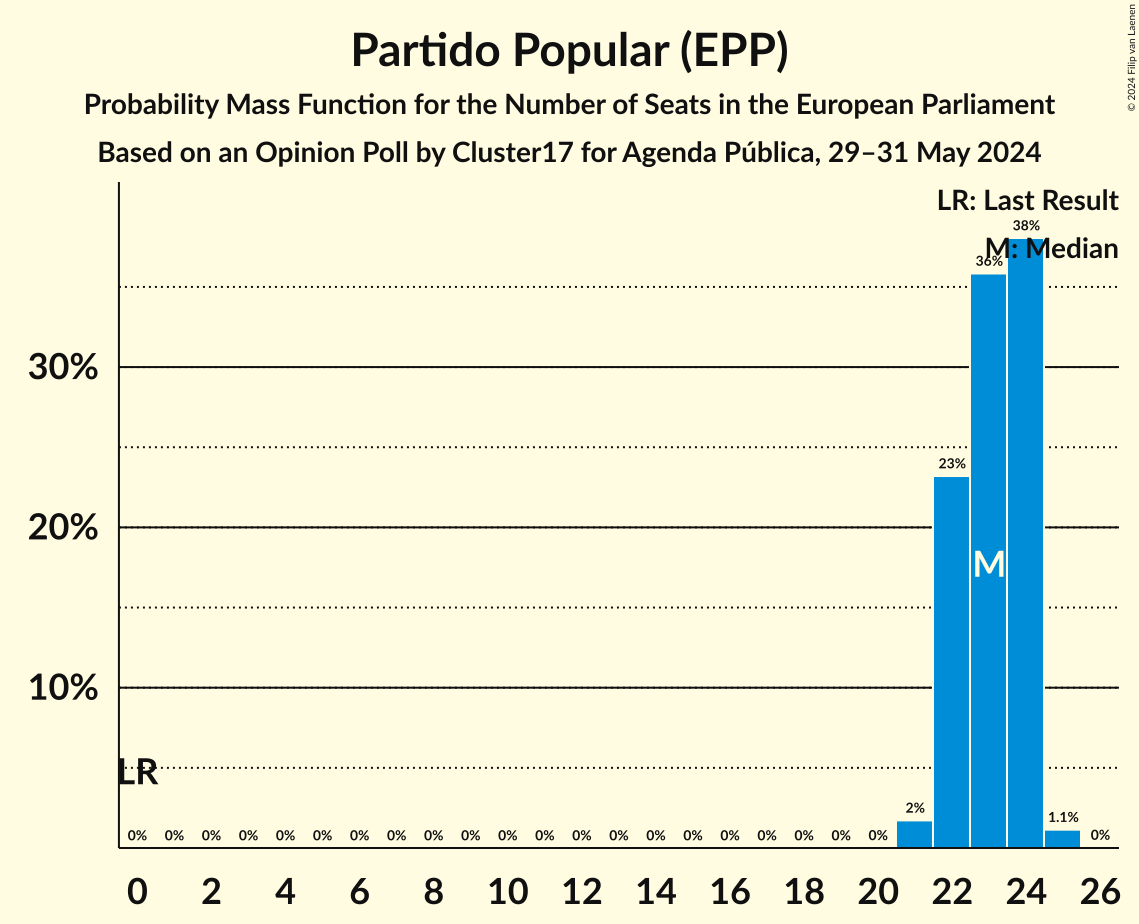 Partido Popular (EPP)
Probability Mass Function for the Number of Seats in the European Parliament
Based on an Opinion Poll by Cluster17 for Agenda Pública, 29–31 May 2024
© 2024 Filip van Laenen
LR: Last Result
M: Median
38%
36%
30%
23%
20%
M
10%
LR
2%
1.1%
0% 0% 0% 0% 0% 0% 0% 0% 0% 0% 0% 0% 0% 0% 0% 0% 0% 0% 0% 0% 0% 0%
0 2 4 6 8 10 12 14 16 18 20 22 24 26